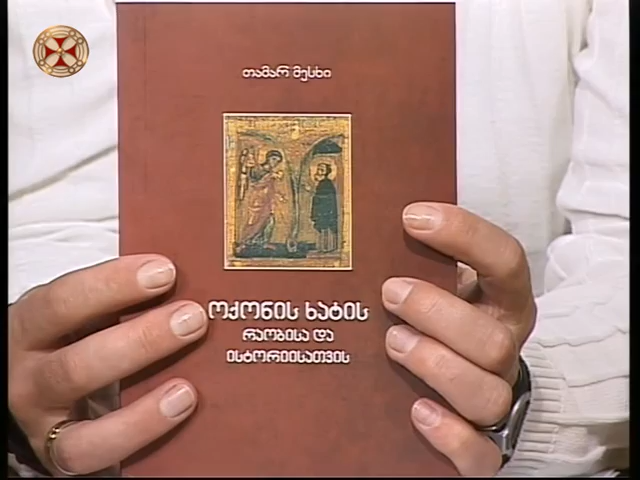 თამარ მესხი
ოქონის ხატის
რაობისა და
ისტორიისათვის